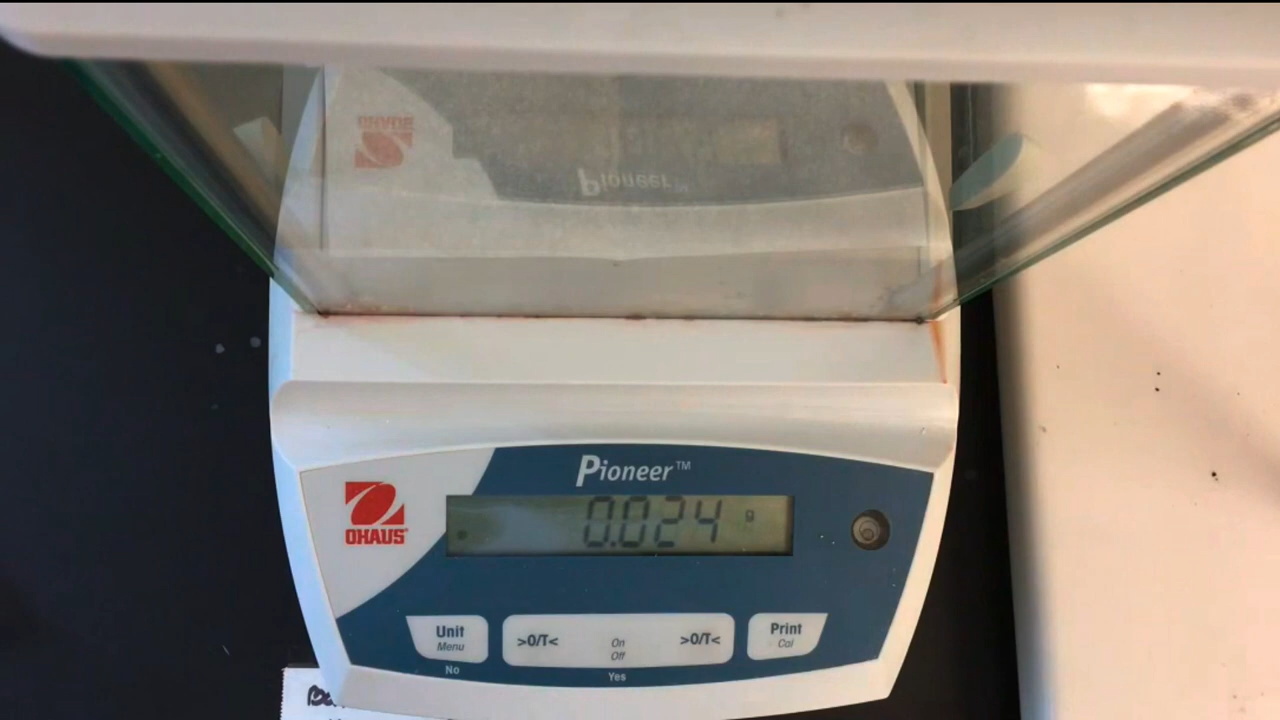 Pioneer™
0.024 g
OHAUS
Unit
Menu
No
>0/T<
On
Off
Yes
>0/T<
Print
Cal